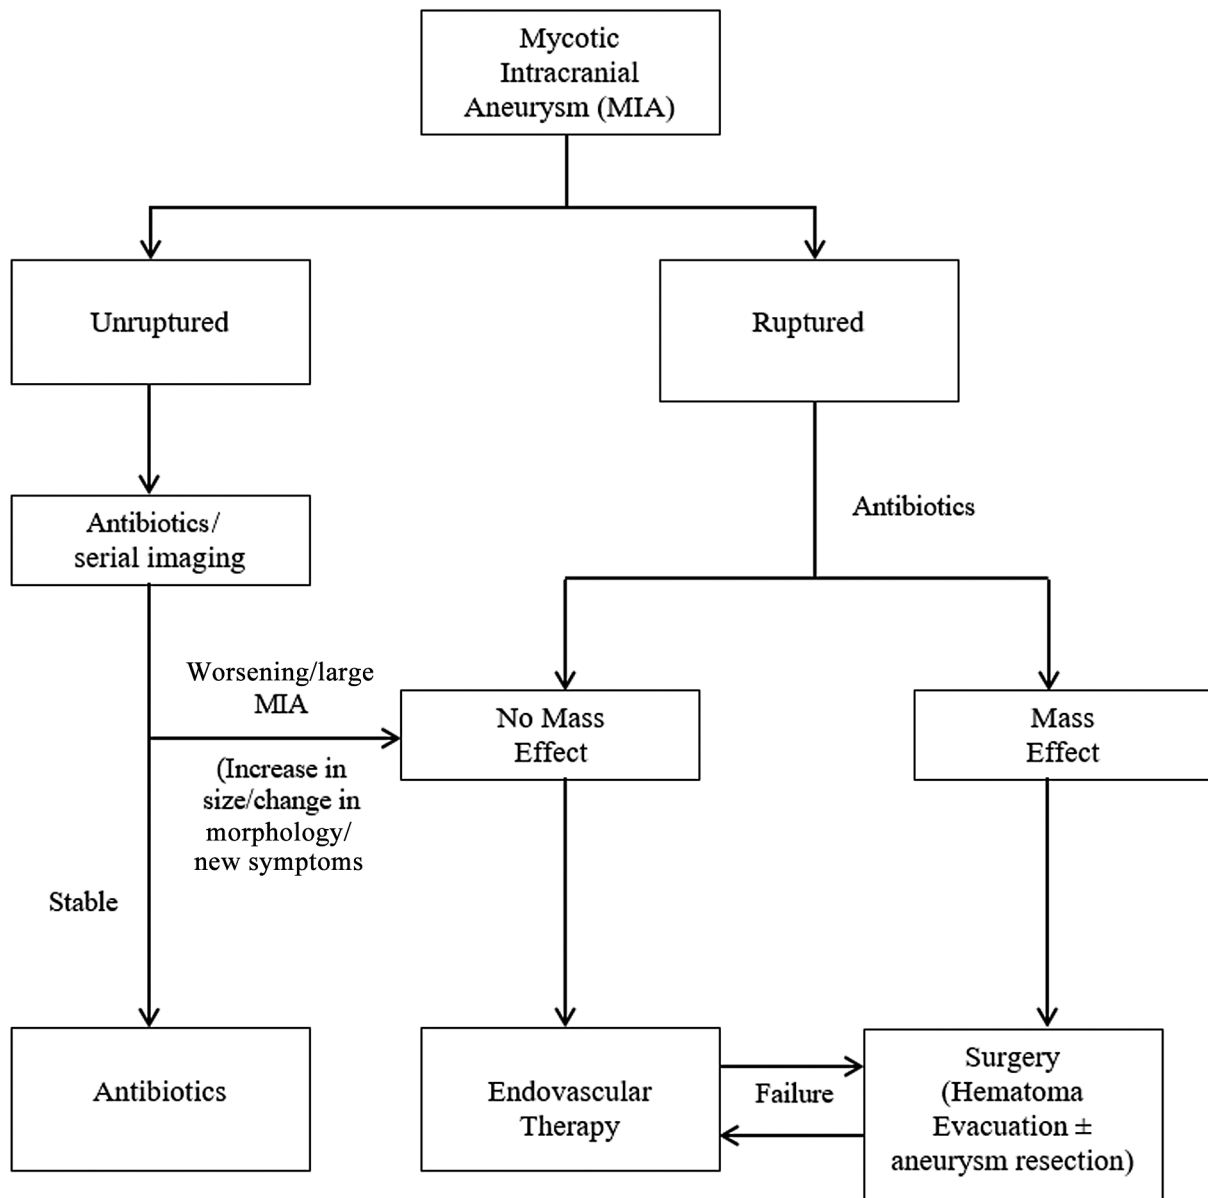 Mycotic
Intracranial
Aneurysm (MIA)
Unruptured
Ruptured
Antibiotics/
serial imaging
Antibiotics
Worsening/large
MIA
(Increase in
size/change in
morphology/
new symptoms
No Mass
Effect
Mass
Effect
Stable
Antibiotics
Endovascular
Therapy
Failure
Surgery
(Hematoma
Evacuation ±
aneurysm resection)